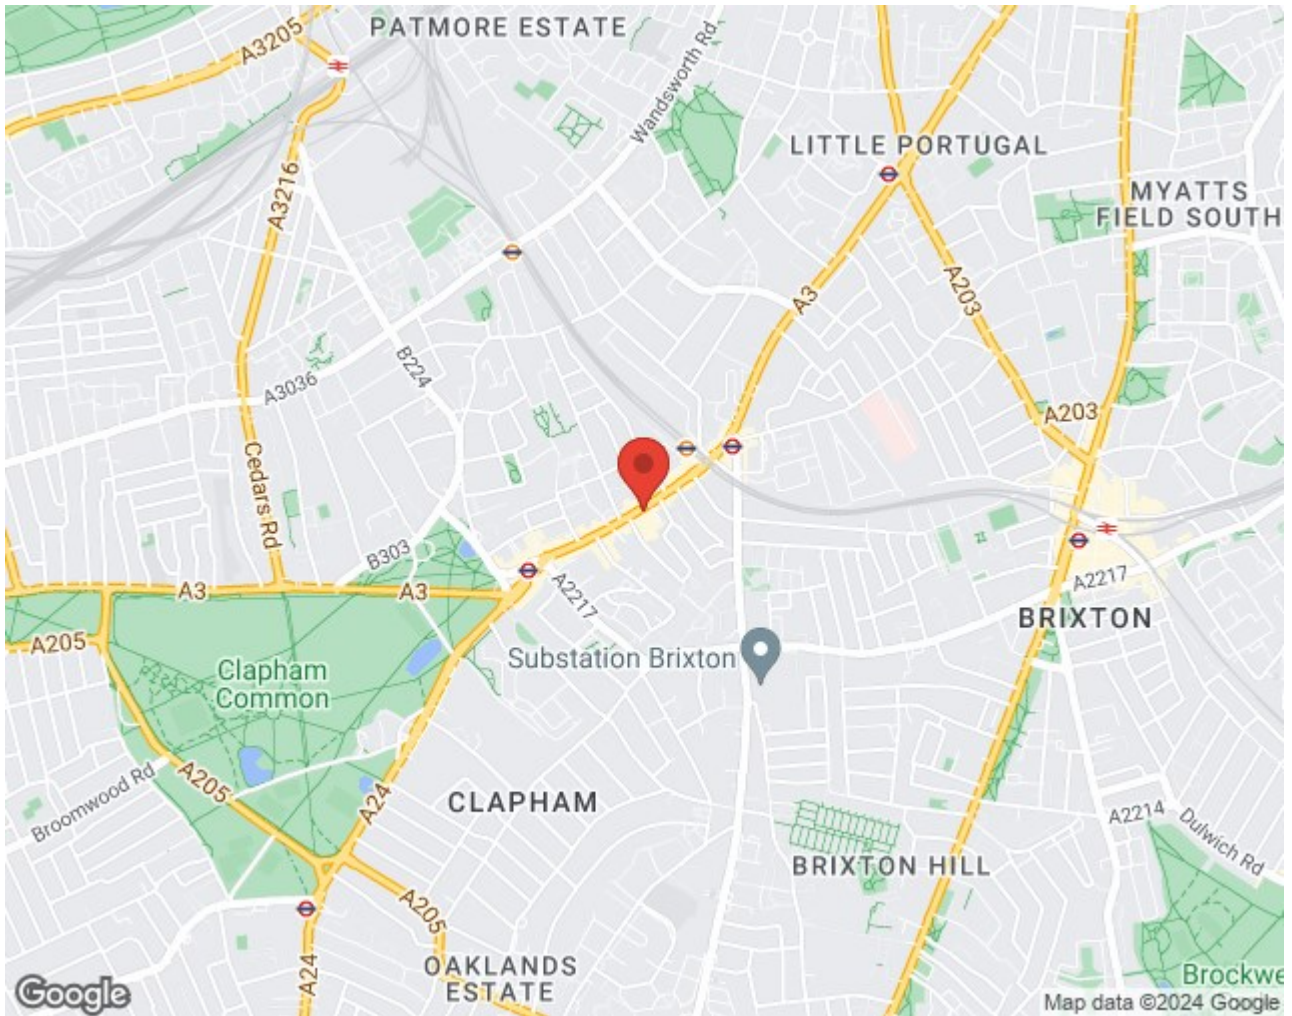 PATMORE ESTATE
A3205
Wandsworth Rd
LITTLE PORTUGAL
MYATTS
FIELD SOUTH
A3216
A203
A3
B224
A3036
A203
Cedars Rd
B303
A3
A3
A2217
A2217
BRIXTON
A205
Substation Brixton
Clapham
Common
A205
Broomwood Rd
A24
CLAPHAM
A2214
Dulwich Rd
BRIXTON HILL
A205
OAKLANDS
ESTATE
A24
Brockwe
Google
Map data ©2024 Google